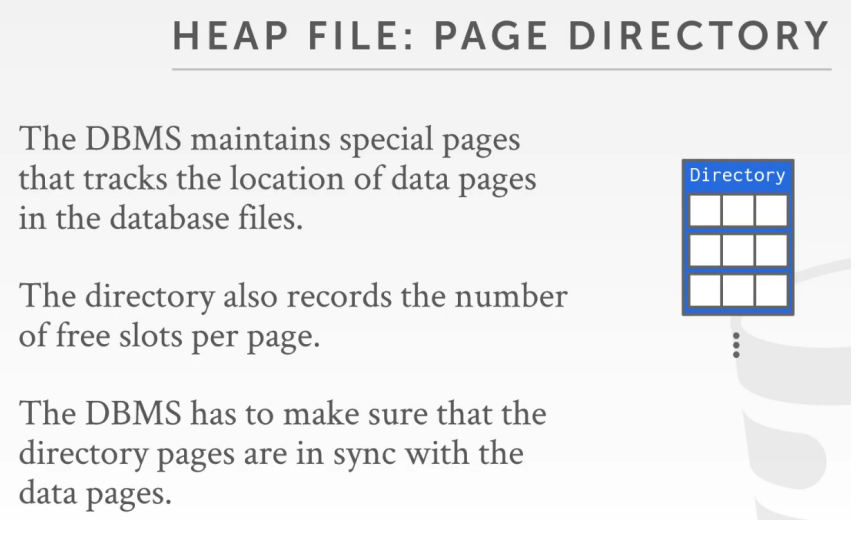 HEAP FILE: PAGE DIRECTORY
The DBMS maintains special pages
that tracks the location of data pages
in the database files.
The directory also records the number
of free slots per page.
The DBMS has to make sure that the
directory pages are in sync with the
data pages.
Directory